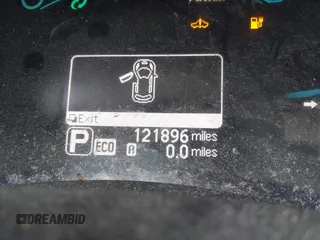 Exit
P ECO 121896 miles
A 0.0 miles
DREAMBID